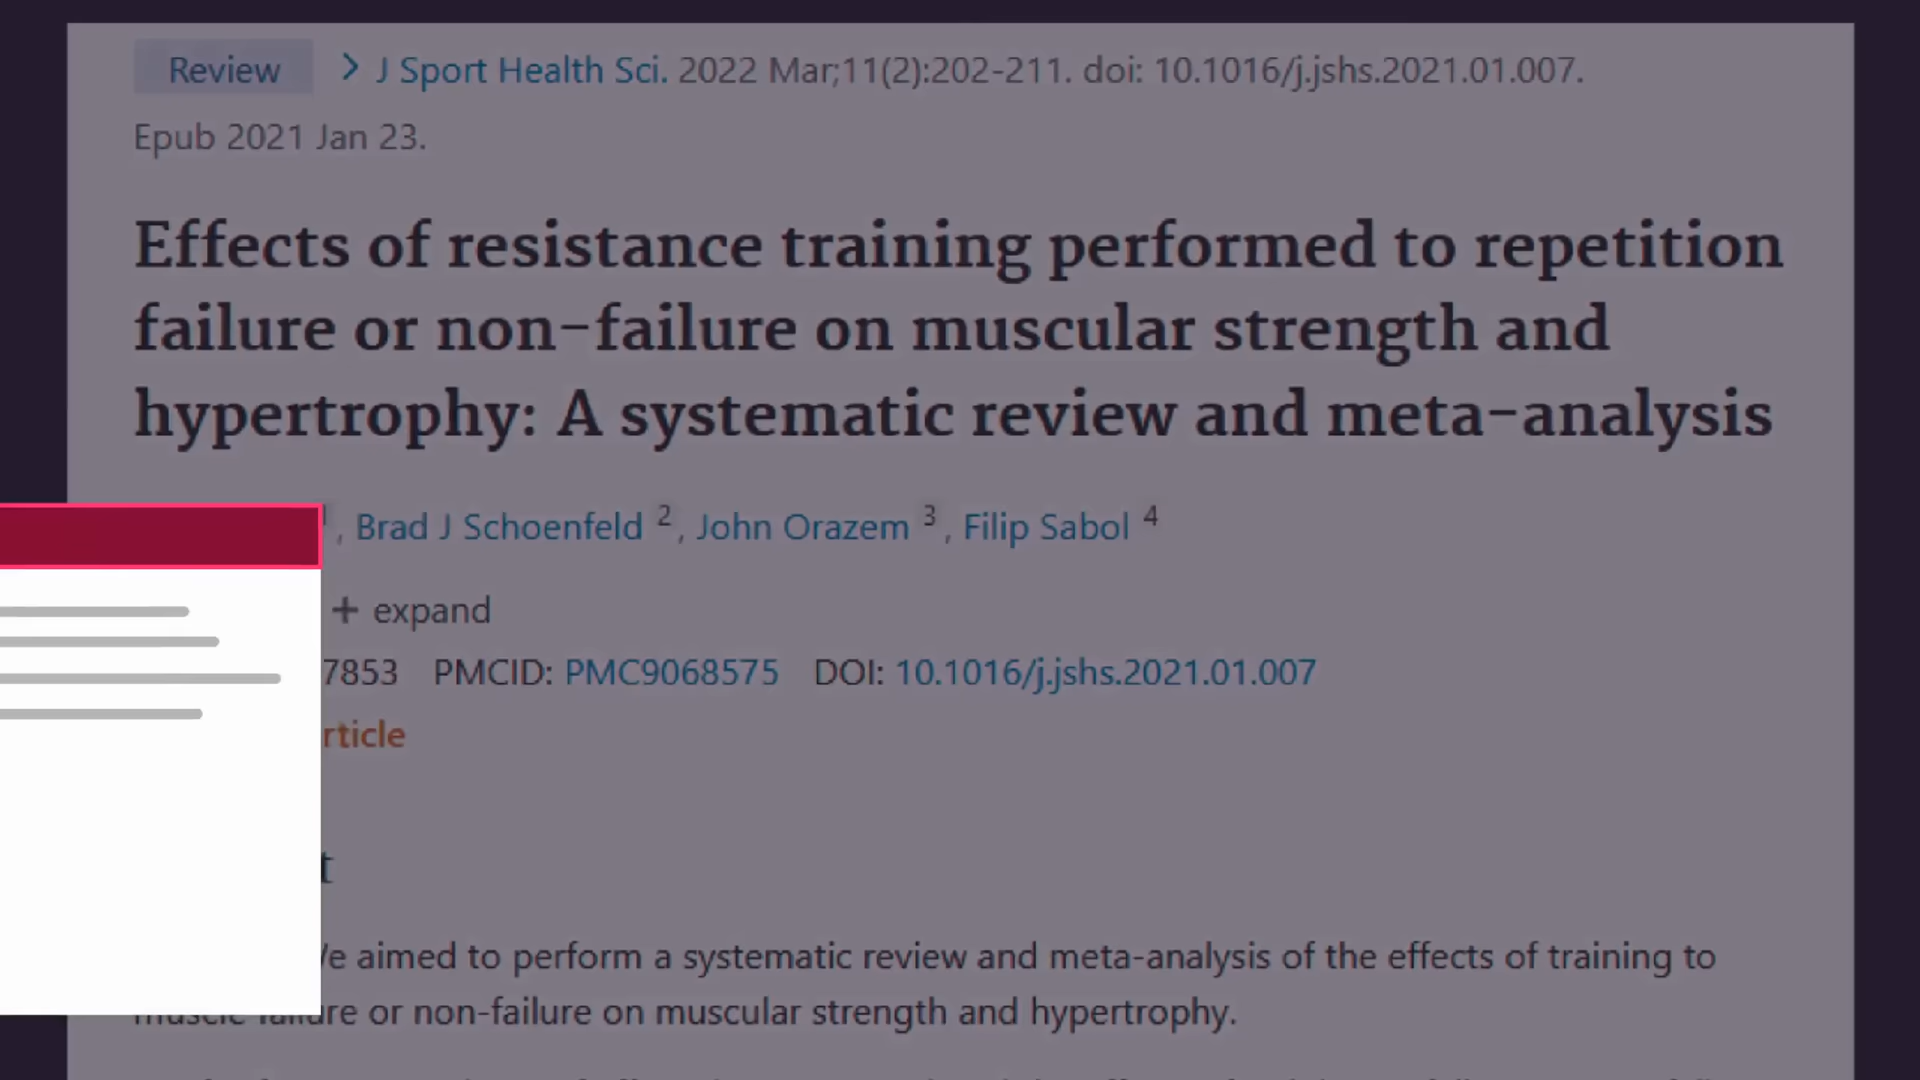 Review > J Sport Health Sci. 2022 Mar;11(2):202-211. doi: 10.1016/j.jshs.2021.01.007.
Epub 2021 Jan 23.
Effects of resistance training performed to repetition
failure or non-failure on muscular strength and
hypertrophy: A systematic review and meta-analysis
, Brad J Schoenfeld 2, John Orazem 3, Filip Sabol 4
+ expand
7853 PMCID: PMC9068575 DOI: 10.1016/j.jshs.2021.01.007
rticle
t
e aimed to perform a systematic review and meta-analysis of the effects of training to
muscle failure or non-failure on muscular strength and hypertrophy.